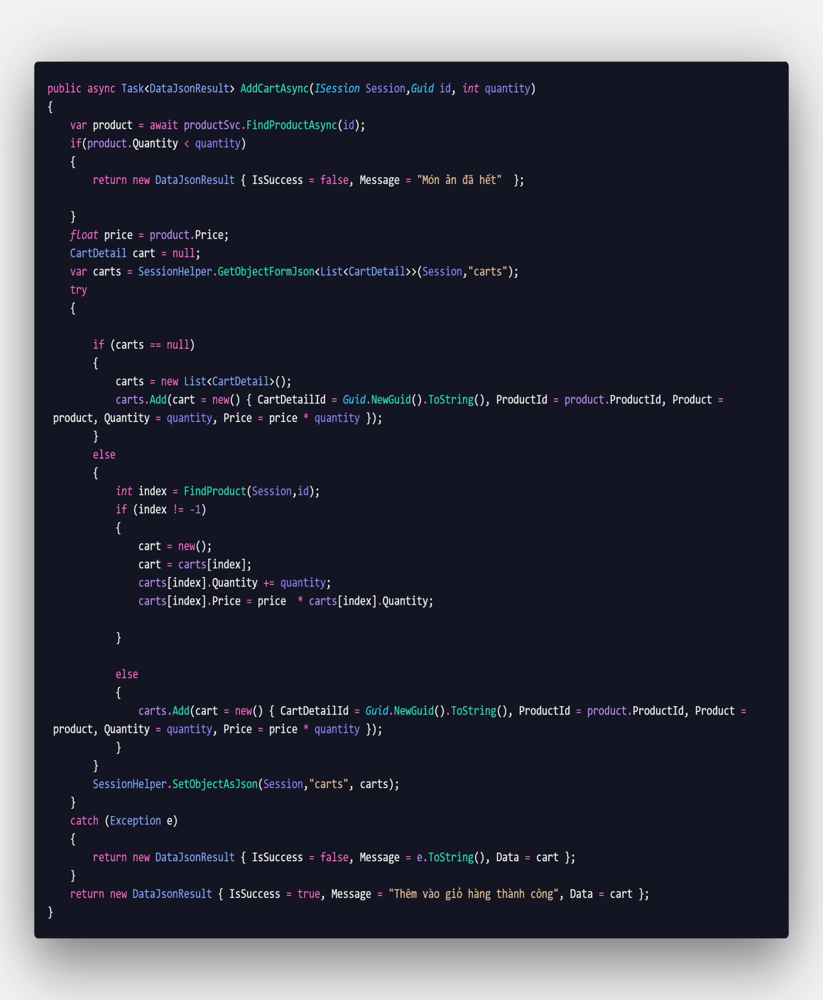 public async Task<DataJsonResult> AddCartAsync(ISession Session,Guid id, int quantity)
{
    var product = await productSvc.FindProductAsync(id);
    if(product.Quantity < quantity)
    {
        return new DataJsonResult { IsSuccess = false, Message = "Món ăn đã hết"  };

    }
    float price = product.Price;
    CartDetail cart = null;
    var carts = SessionHelper.GetObjectFormJson<List<CartDetail>>(Session,"carts");
    try
    {

        if (carts == null)
        {
            carts = new List<CartDetail>();
            carts.Add(cart = new() { CartDetailId = Guid.NewGuid().ToString(), ProductId = product.ProductId, Product =
 product, Quantity = quantity, Price = price * quantity });
        }
        else
        {
            int index = FindProduct(Session,id);
            if (index != -1)
            {
                cart = new();
                cart = carts[index];
                carts[index].Quantity += quantity;
                carts[index].Price = price  * carts[index].Quantity;

            }

            else
            {
                carts.Add(cart = new() { CartDetailId = Guid.NewGuid().ToString(), ProductId = product.ProductId, Product =
 product, Quantity = quantity, Price = price * quantity });
            }
        }
        SessionHelper.SetObjectAsJson(Session,"carts", carts);
    }
    catch (Exception e)
    {
        return new DataJsonResult { IsSuccess = false, Message = e.ToString(), Data = cart };
    }
    return new DataJsonResult { IsSuccess = true, Message = "Thêm vào giỏ hàng thành công", Data = cart };
}